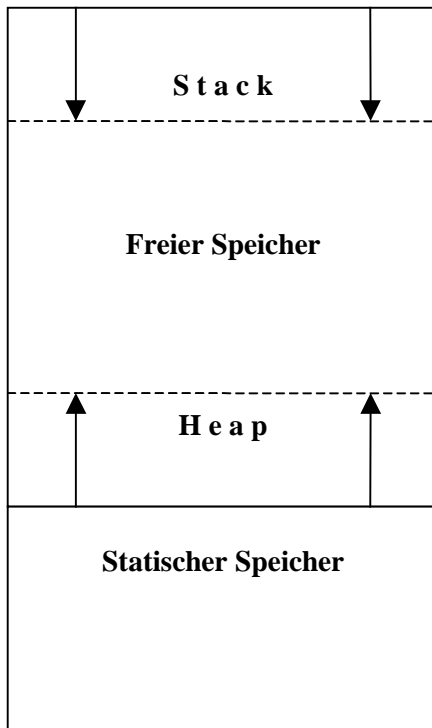 S t a c k
Freier Speicher
H e a p
Statischer Speicher